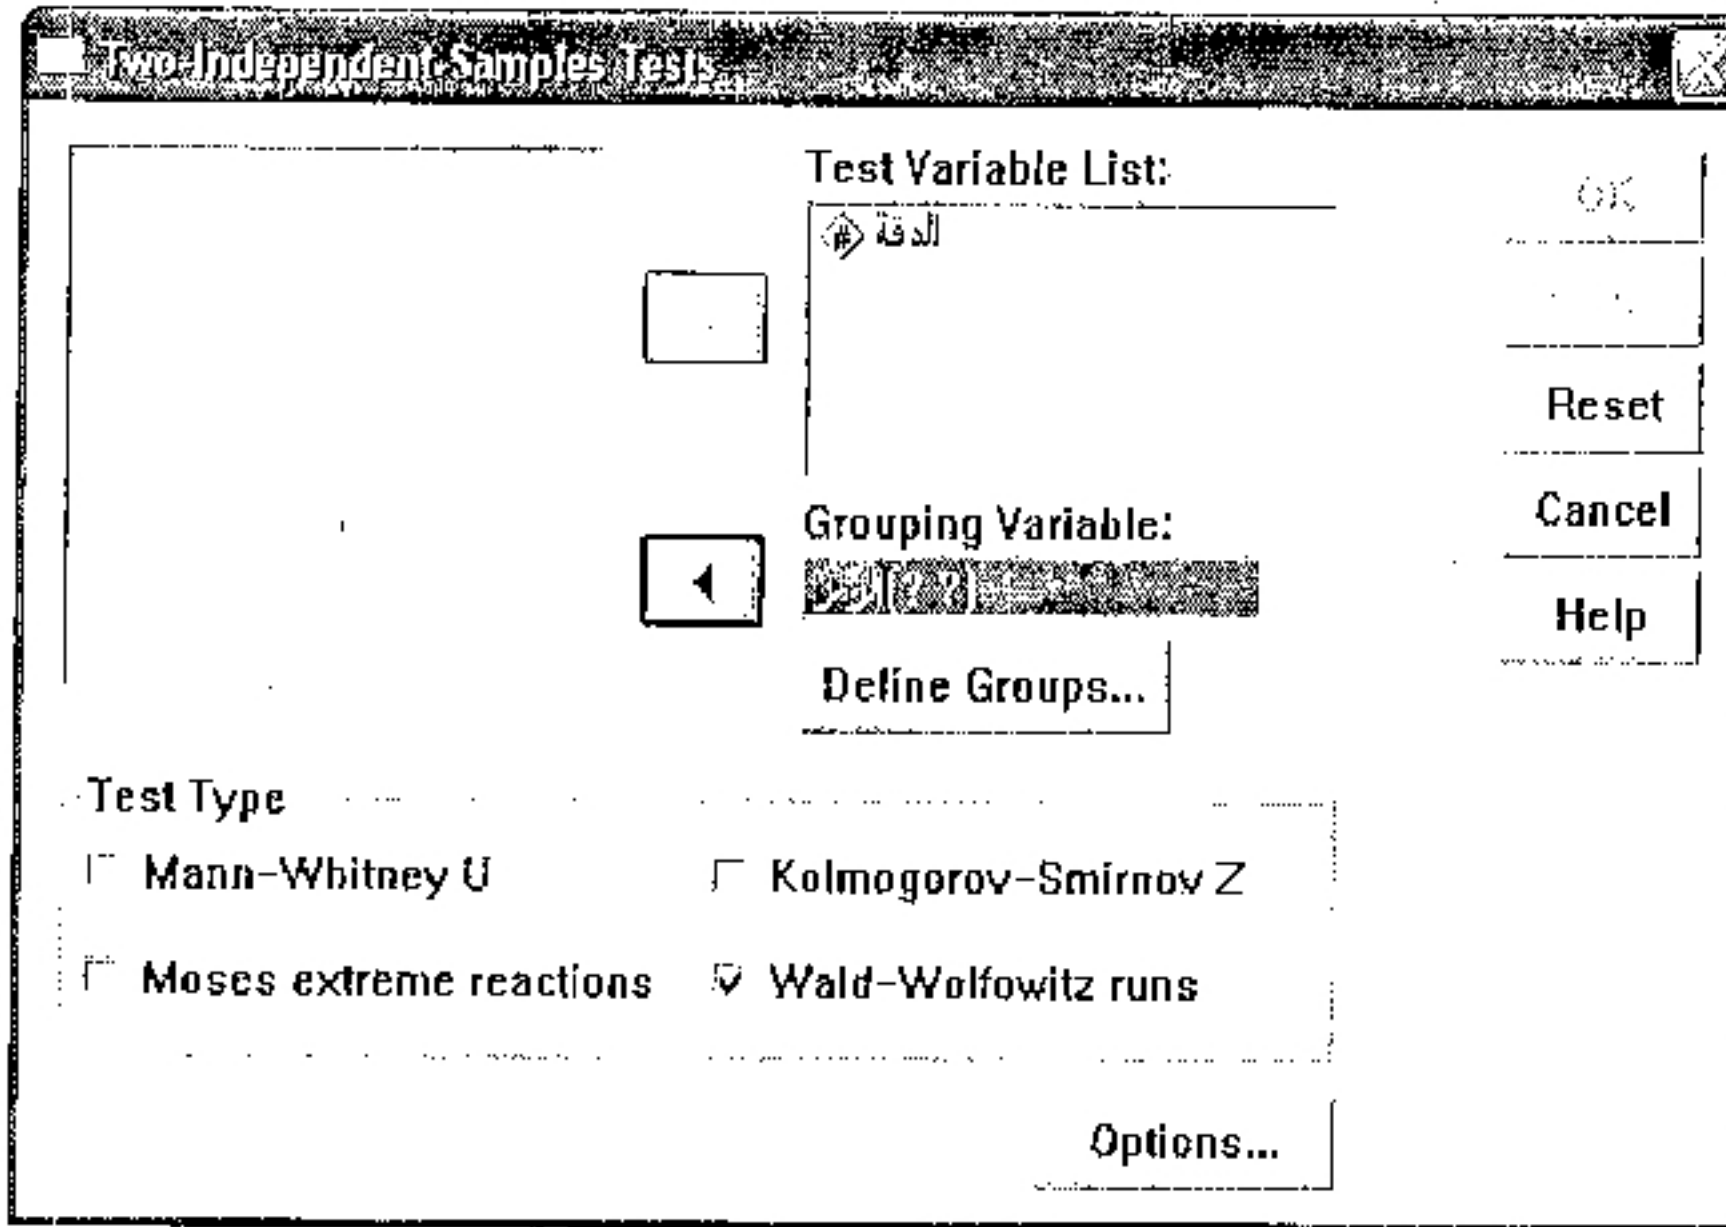 Two-Independent-Samples Tests
Test Variable List:
الدقة
OK
Reset
Cancel
Help
Grouping Variable:
(? ?)
Define Groups...
Test Type
Mann-Whitney U
Kolmogorov-Smirnov Z
Moses extreme reactions
Wald-Wolfowitz runs
Options...